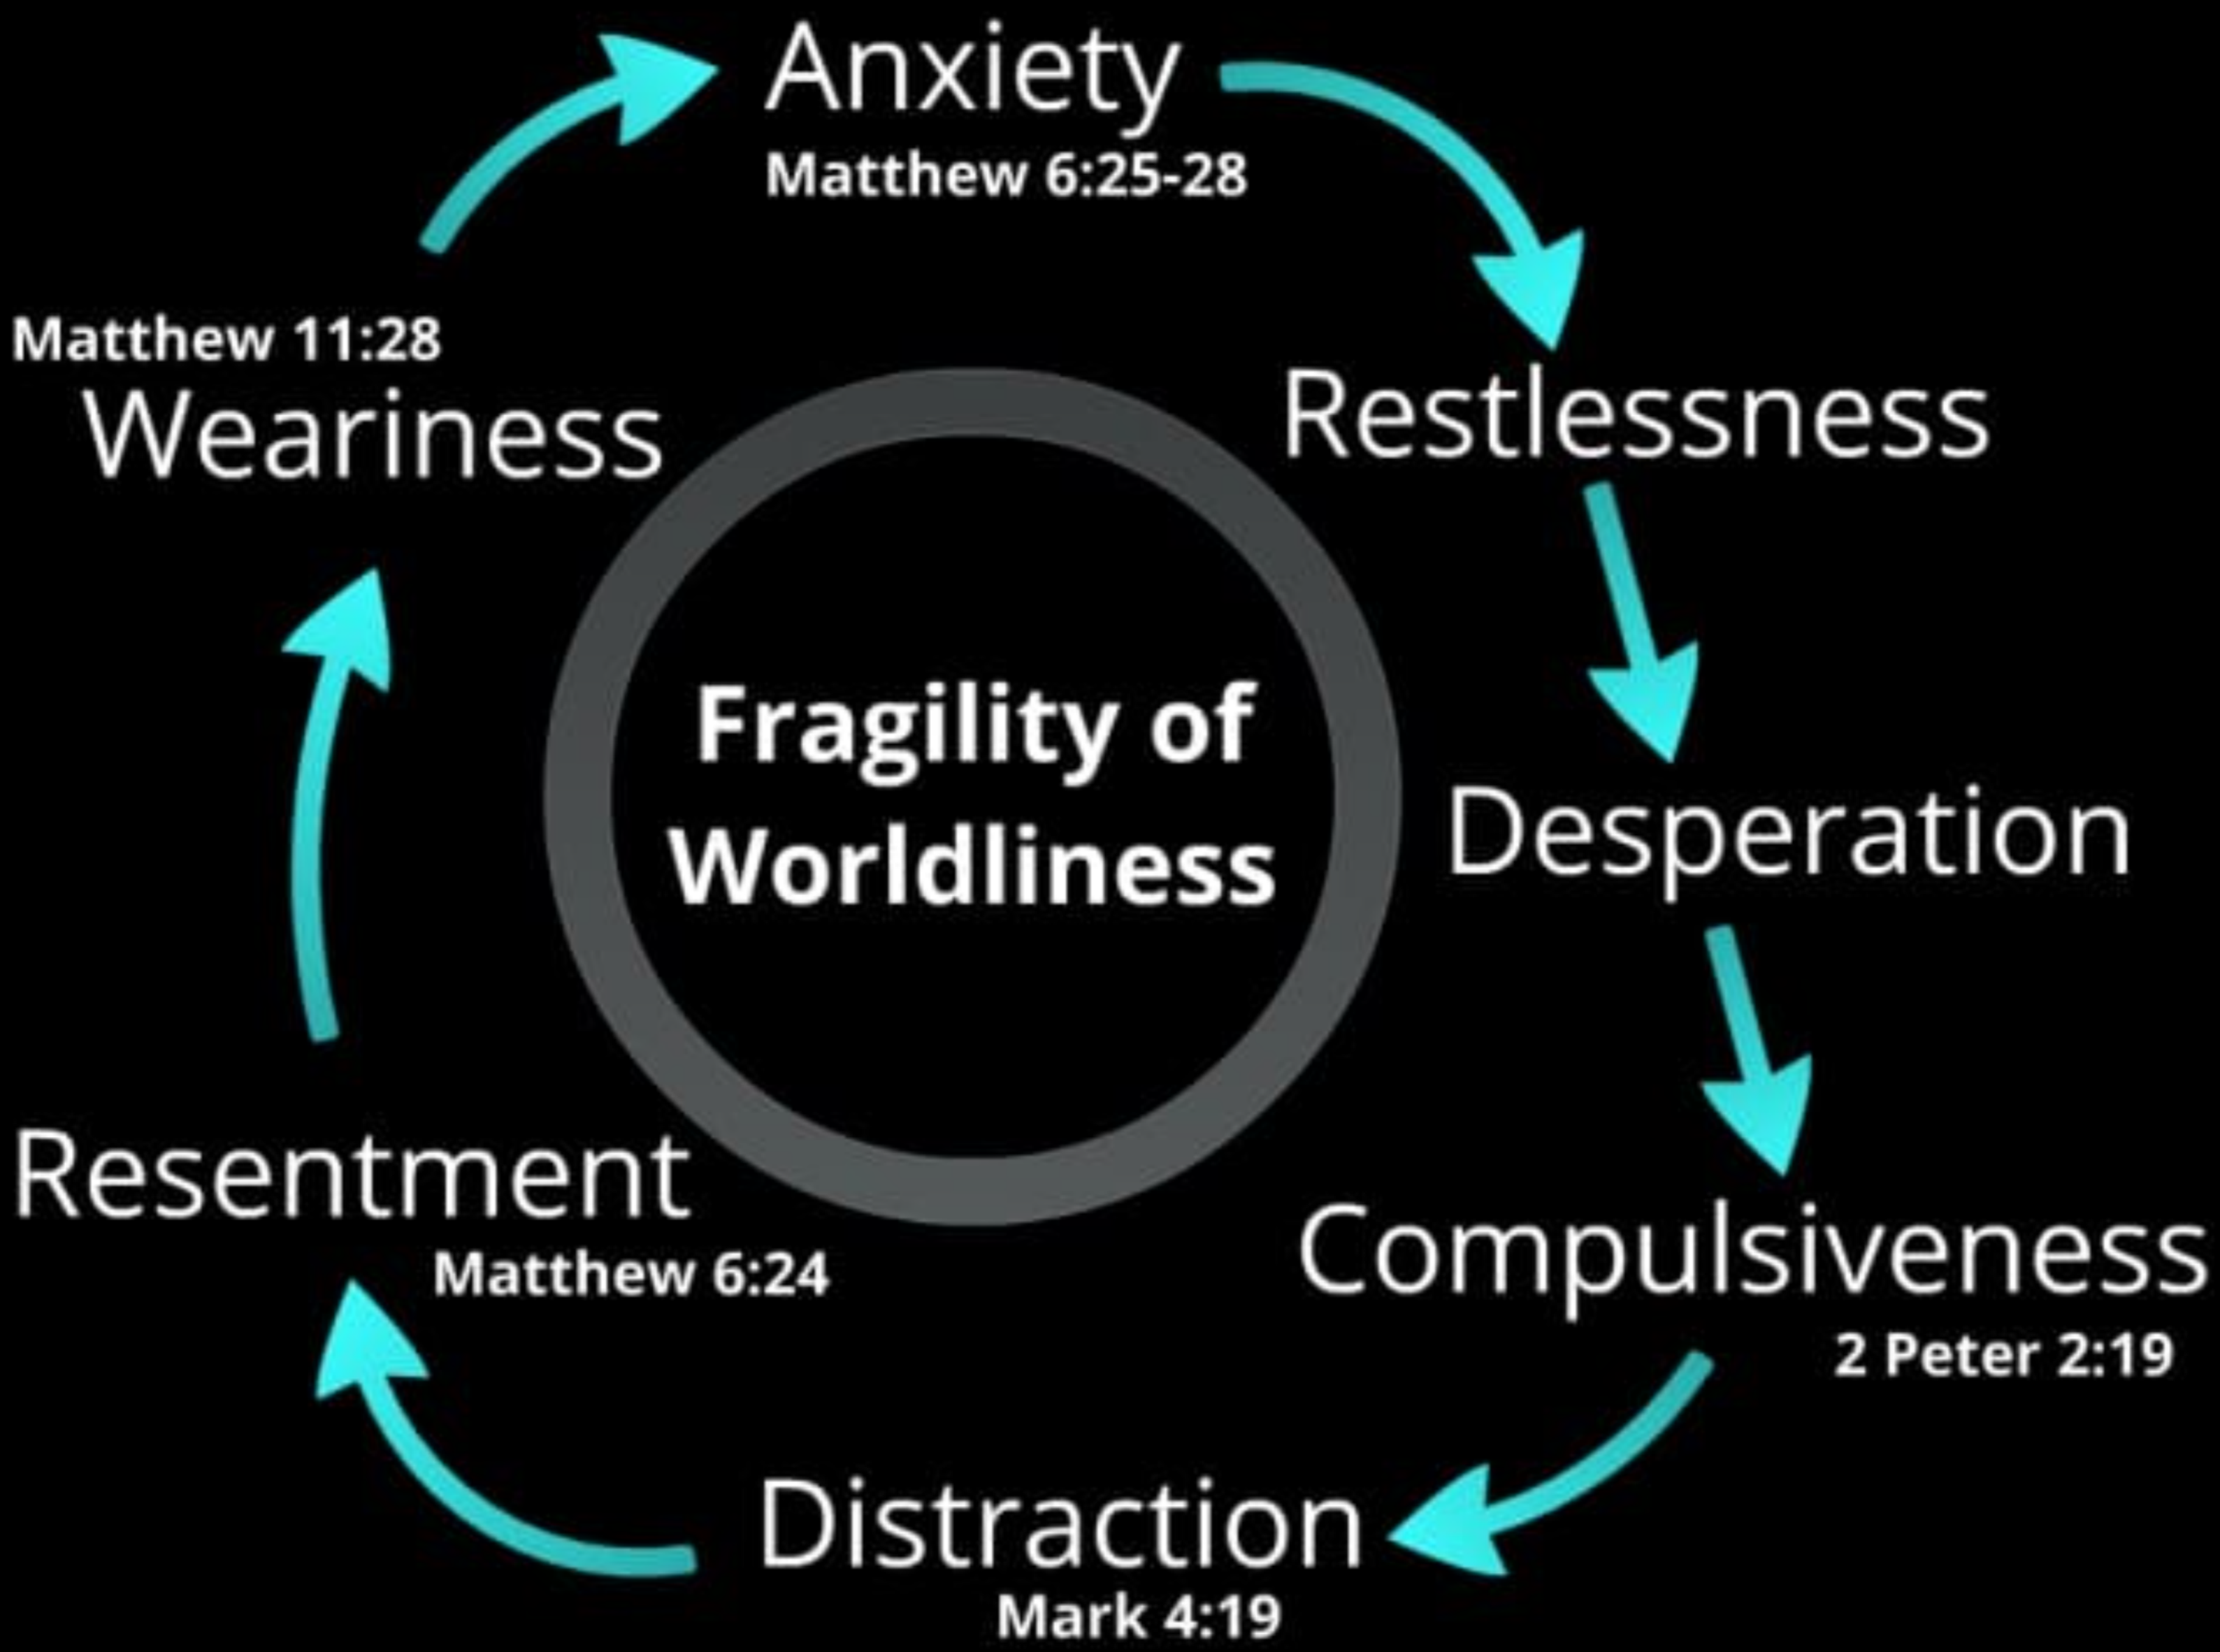 Anxiety
Matthew 6:25-28
Restlessness
Desperation
Compulsiveness
2 Peter 2:19
Distraction
Mark 4:19
Resentment
Matthew 6:24
Matthew 11:28
Weariness
Fragility of
Worldliness